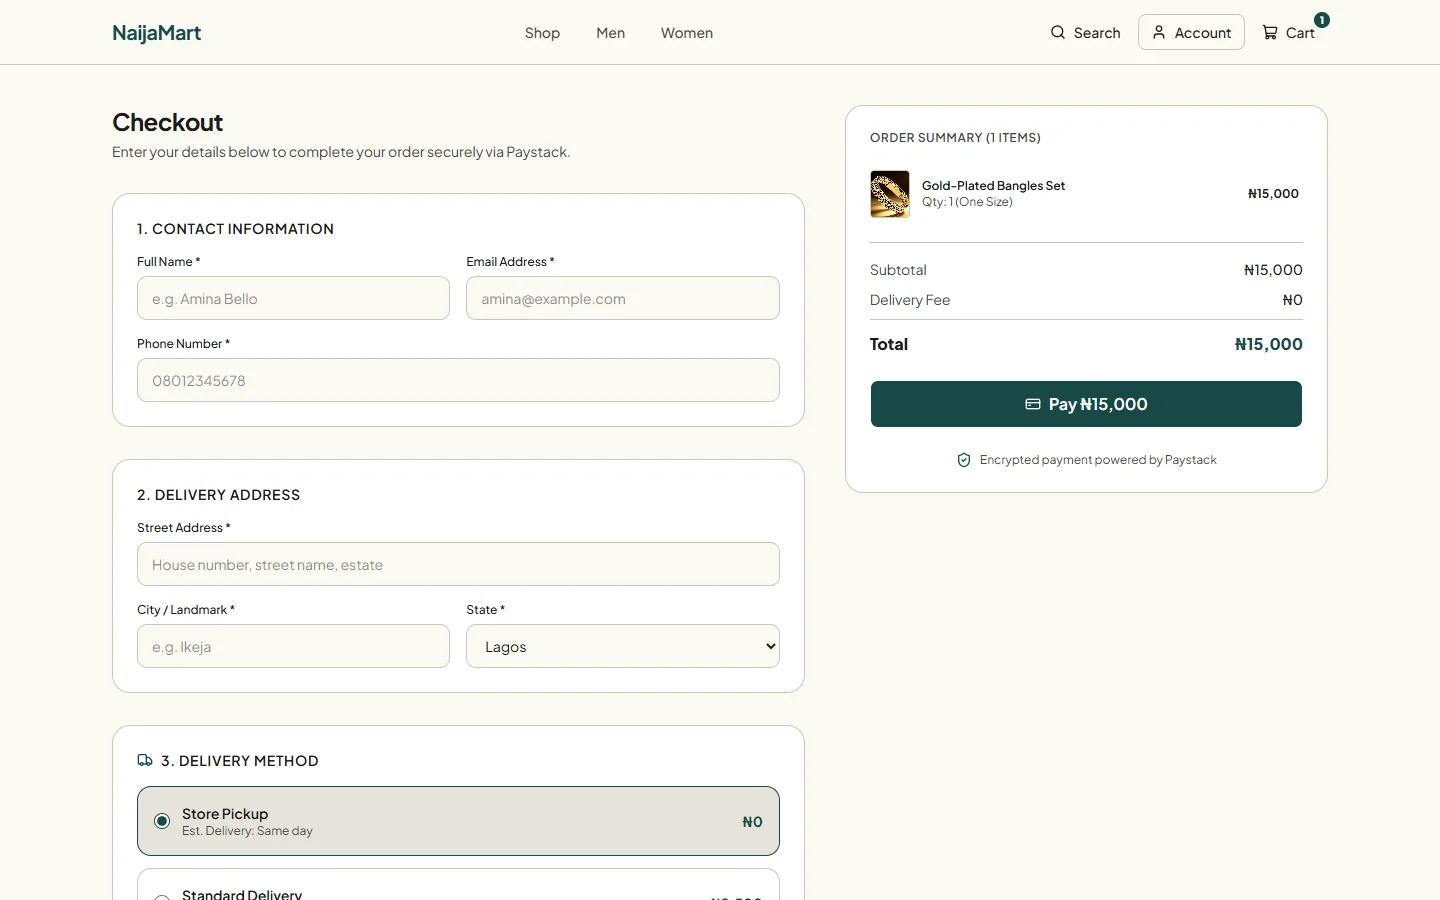 NaijaMart
Shop
Men
Women
Search
Account
Cart
1
Checkout
Enter your details below to complete your order securely via Paystack.
1. CONTACT INFORMATION
Full Name *
Email Address *
e.g. Amina Bello
amina@example.com
Phone Number *
08012345678
2. DELIVERY ADDRESS
Street Address *
House number, street name, estate
City / Landmark *
State *
e.g. Ikeja
Lagos
3. DELIVERY METHOD
Store Pickup
Est. Delivery: Same day
₦0
Standard Delivery
ORDER SUMMARY (1 ITEMS)
Gold-Plated Bangles Set
Qty: 1 (One Size)
₦15,000
Subtotal
₦15,000
Delivery Fee
₦0
Total
₦15,000
Pay ₦15,000
Encrypted payment powered by Paystack